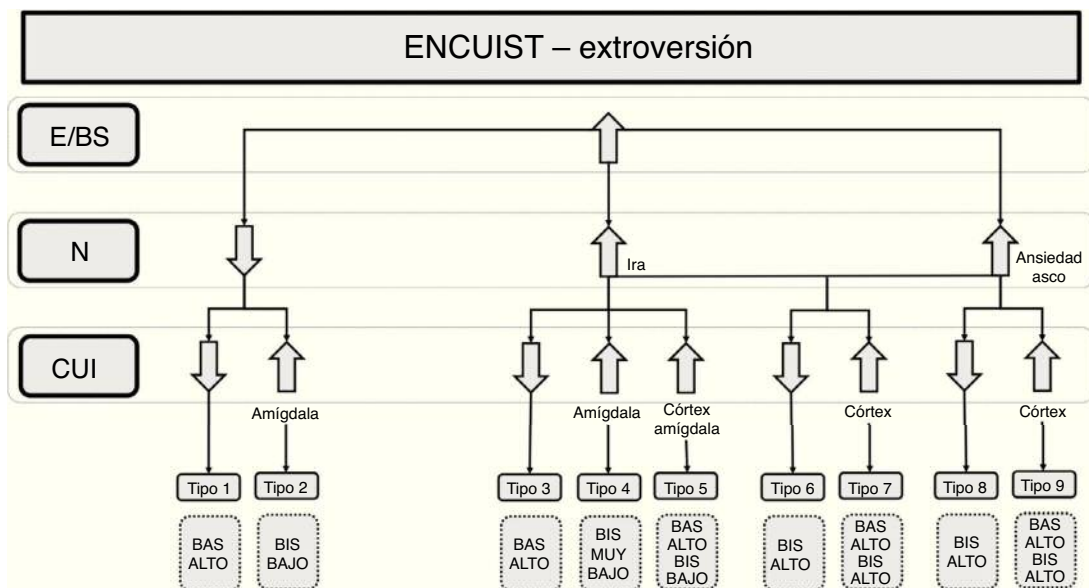 ENCUIST – extroversión
E/BS
N
Ira
Ansiedad
asco
CUI
Amígdala
Amígdala
Córtex
amígdala
Córtex
Córtex
Tipo 1
Tipo 2
Tipo 3
Tipo 4
Tipo 5
Tipo 6
Tipo 7
Tipo 8
Tipo 9
BAS
ALTO
BIS
BAJO
BAS
ALTO
BIS
MUY
BAJO
BAS
ALTO
BIS
BAJO
BIS
ALTO
BAS
ALTO
BIS
ALTO
BIS
ALTO
BAS
ALTO
BIS
ALTO